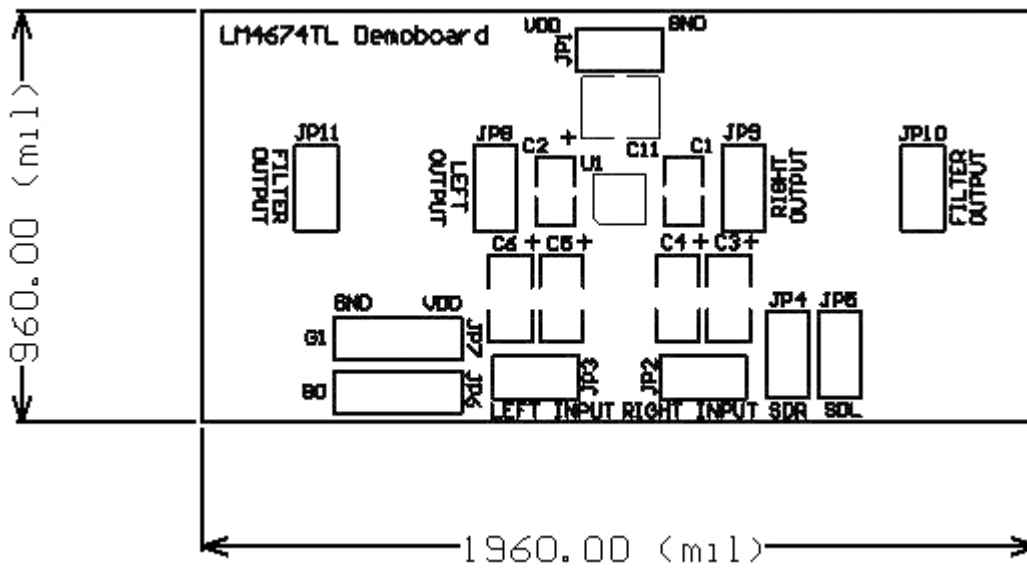 LM4674TL Demoboard
VDD GND
JP1
JP11
FILTER
OUTPUT
JP8
LEFT
OUTPUT
C2 +
U1
C11
C1
JP9
RIGHT
OUTPUT
JP10
FILTER
OUTPUT
C6 + C5 +
C4 + C3 +
GND VDD
G1
JP7
JP4 JP5
G0
JP6
JP3
JP2
LEFT INPUT RIGHT INPUT SDR SDL
960.00 (mil)
1960.00 (mil)